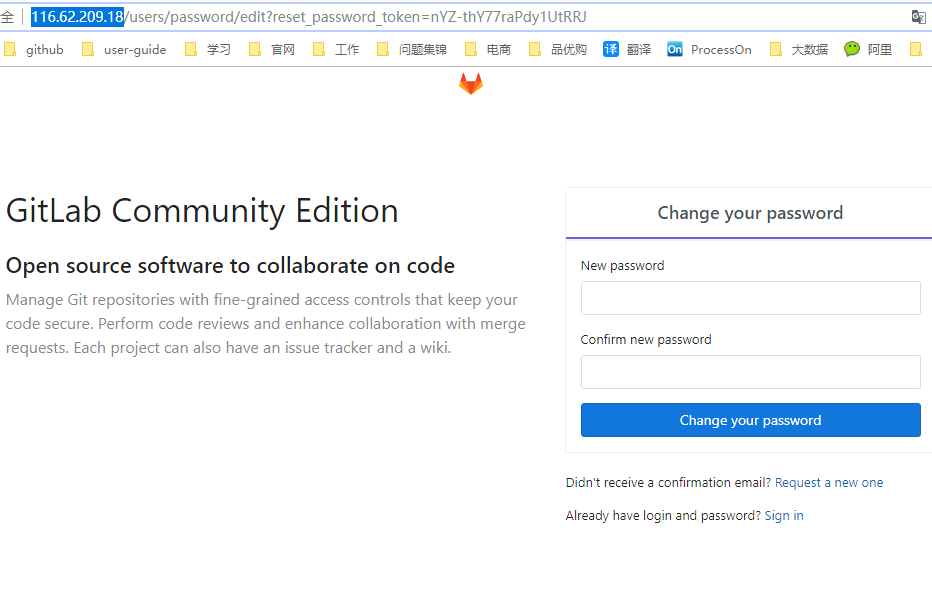 全 116.62.209.18/users/password/edit?reset_password_token=nYZ-thY77raPdy1UtRRJ
github user-guide 学习 官网 工作 问题集锦 电商 品优购 译 翻译 On ProcessOn 大数据 阿里
GitLab Community Edition
Open source software to collaborate on code
Manage Git repositories with fine-grained access controls that keep your
code secure. Perform code reviews and enhance collaboration with merge
requests. Each project can also have an issue tracker and a wiki.
Change your password
New password
Confirm new password
Change your password
Didn't receive a confirmation email? Request a new one
Already have login and password? Sign in